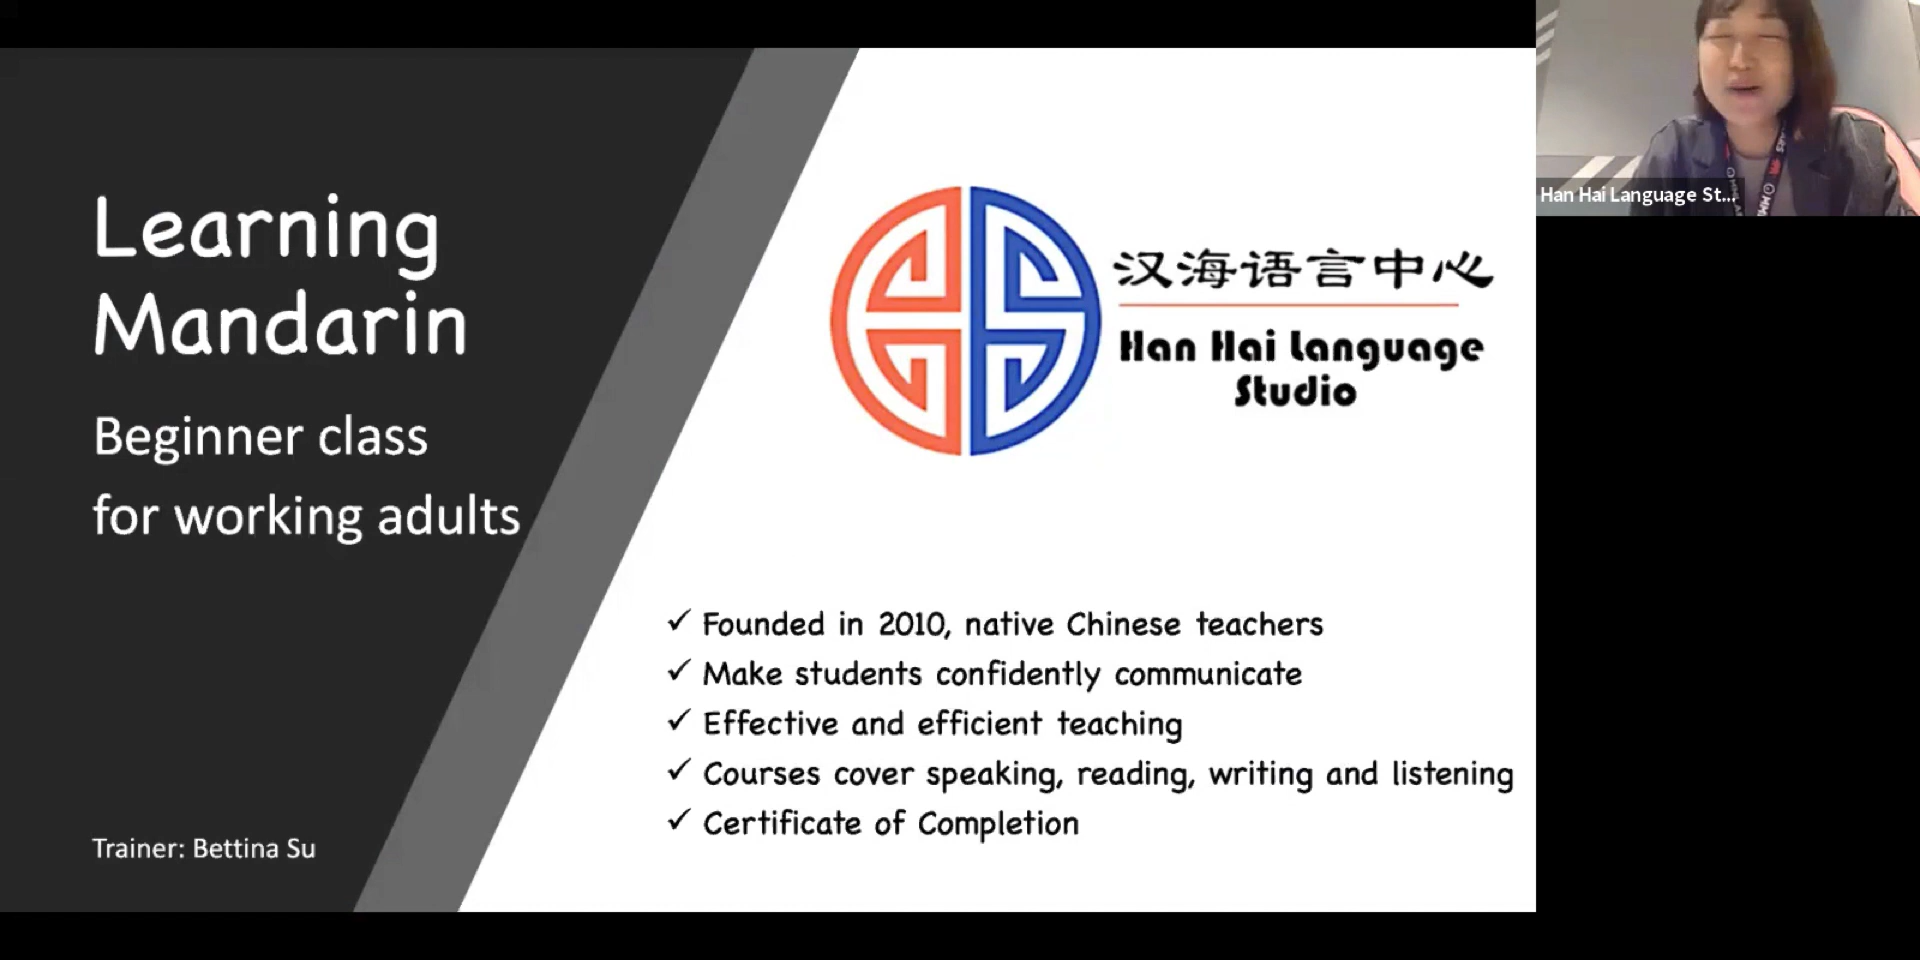 Learning
Mandarin
Beginner class
for working adults
Trainer: Bettina Su
汉海语言中心
Han Hai Language
Studio
✓ Founded in 2010, native Chinese teachers
✓ Make students confidently communicate
✓ Effective and efficient teaching
✓ Courses cover speaking, reading, writing and listening
✓ Certificate of Completion
Han Hai Language St...